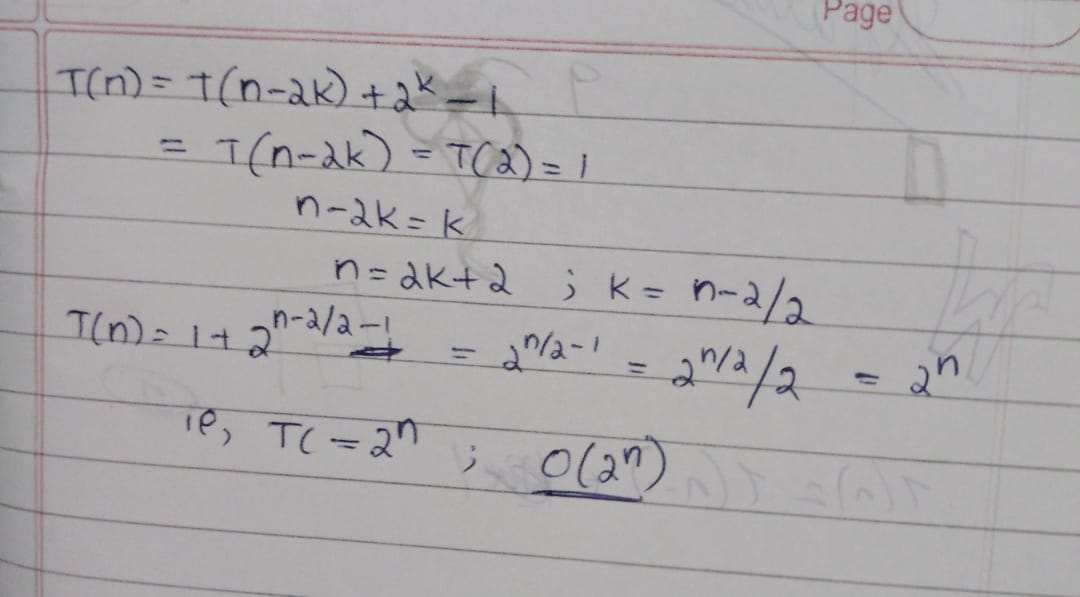 Page
T(n) = T(n-2k) + 2^k - 1
= T(n-2k) = T(2) = 1
n-2k = k
n = 2k+2 ; k = n-2/2
T(n) = 1 + 2^{n-2/2} - 1 = 2^{n/2-1} = 2^{n/2}/2 = 2^n
ie, TC = 2^n ; O(2^n)